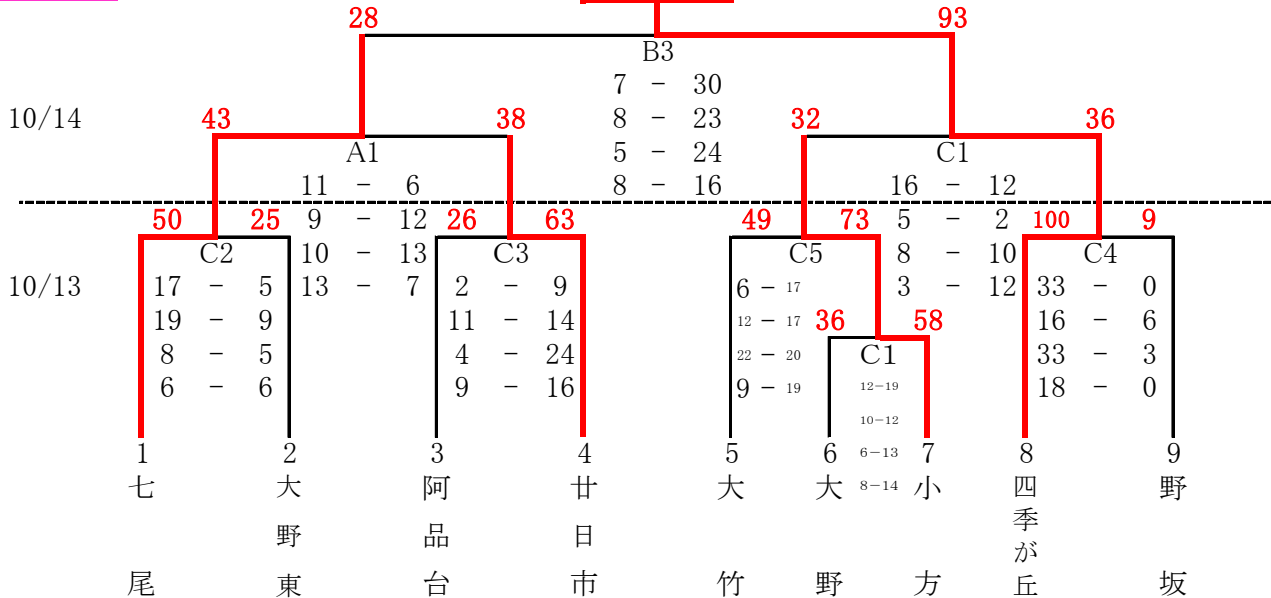 28 93
B3
7 － 30
10/14 43 38 8 － 23 32 36
A1 5 － 24 C1
11 － 6 8 － 16 16 － 12
50 25 9 － 12 26 63 49 73 5 － 2 100 9
C2 10 － 13 C3 C5 8 － 10 C4
10/13 17 － 5 13 － 7 2 － 9 6 － 17 3 － 12 33 － 0
19 － 9 11 － 14 12 － 17 36 58 16 － 6
8 － 5 4 － 24 22 － 20 C1 33 － 3
6 － 6 9 － 16 9 － 19 12－19 18 － 0
10－12
1 2 3 4 5 6 6－13 7 8 9
8－14
七尾
大野東
阿品台
廿日市
大竹
大野
小方
四季が丘
野坂